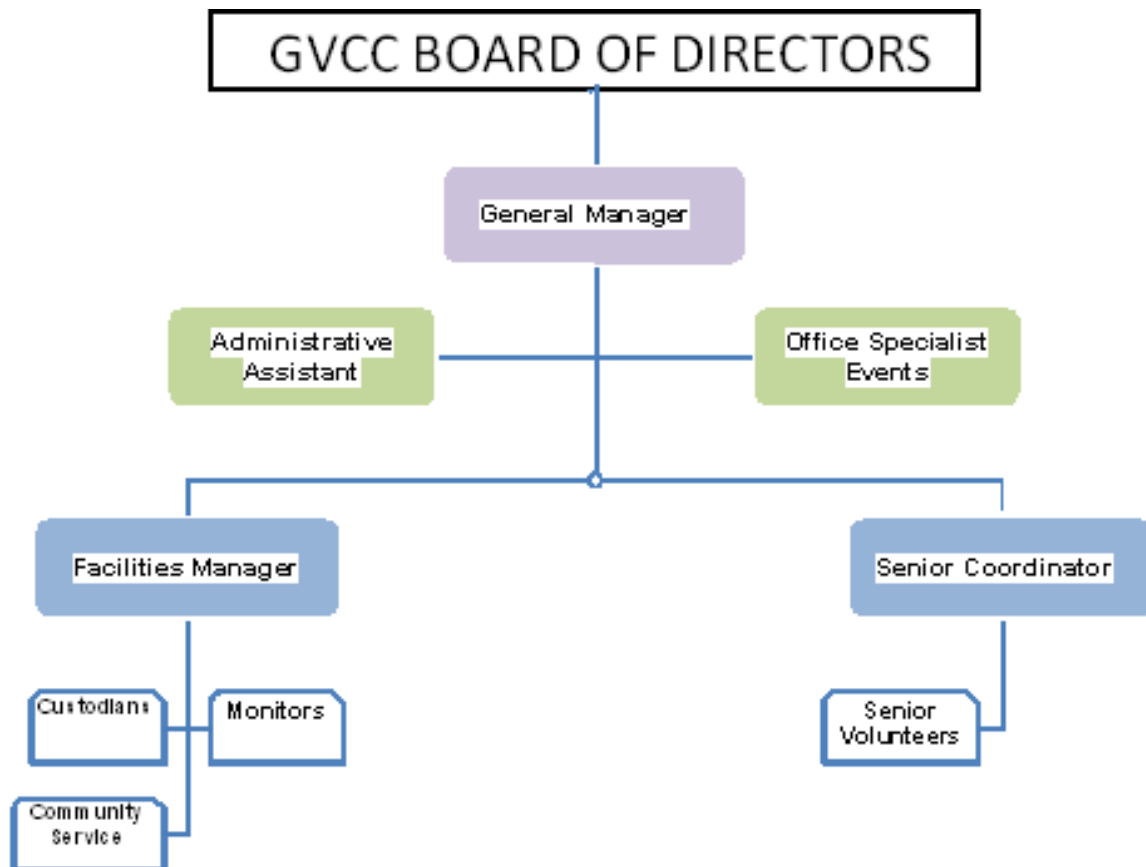 GVCC BOARD OF DIRECTORS
General Manager
Administrative
Assistant
Office Specialist
Events
Facilities Manager
Senior Coordinator
Custodians
Monitors
Senior
Volunteers
Community
Service